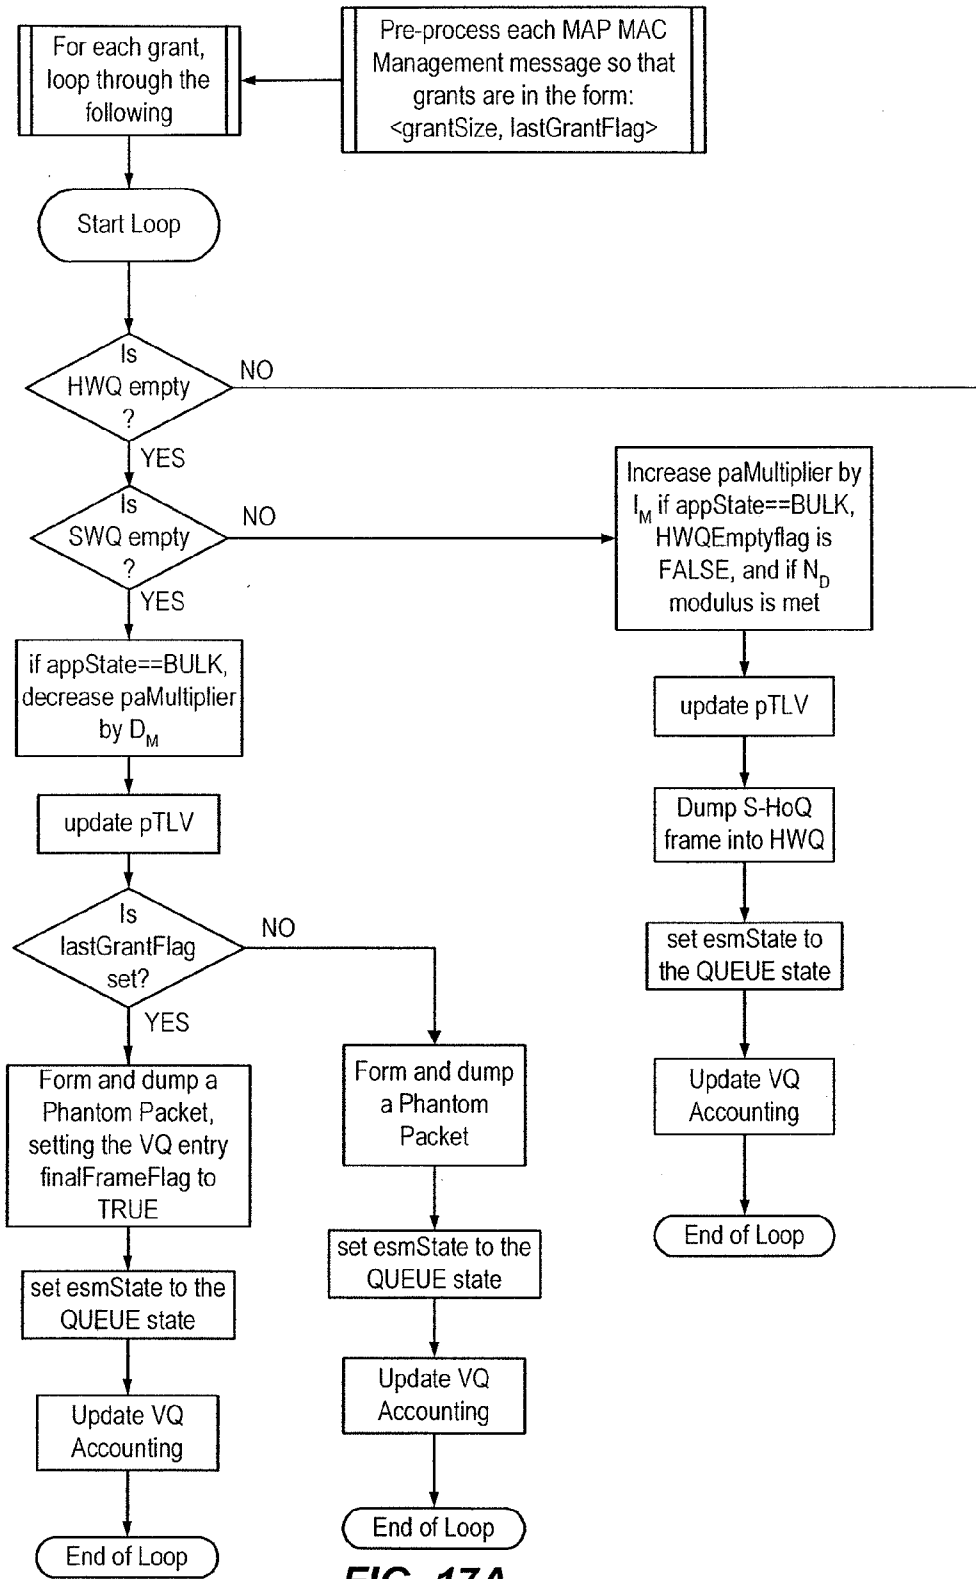 For each grant,
loop through the
following
Pre-process each MAP MAC
Management message so that
grants are in the form:
<grantSize, lastGrantFlag>
Start Loop
Is
HWQ empty
?
NO
YES
Is
SWQ empty
?
NO
YES
Increase paMultiplier by
I_M if appState==BULK,
HWQEmptyflag is
FALSE, and if N_D
modulus is met
if appState==BULK,
decrease paMultiplier
by D_M
update pTLV
update pTLV
Dump S-HoQ
frame into HWQ
Is
lastGrantFlag
set?
NO
YES
set esmState to
the QUEUE state
Form and dump a
Phantom Packet,
setting the VQ entry
finalFrameFlag to
TRUE
Form and dump
a Phantom
Packet
Update VQ
Accounting
End of Loop
set esmState to the
QUEUE state
set esmState to the
QUEUE state
Update VQ
Accounting
Update VQ
Accounting
End of Loop
End of Loop
FIG. 17A